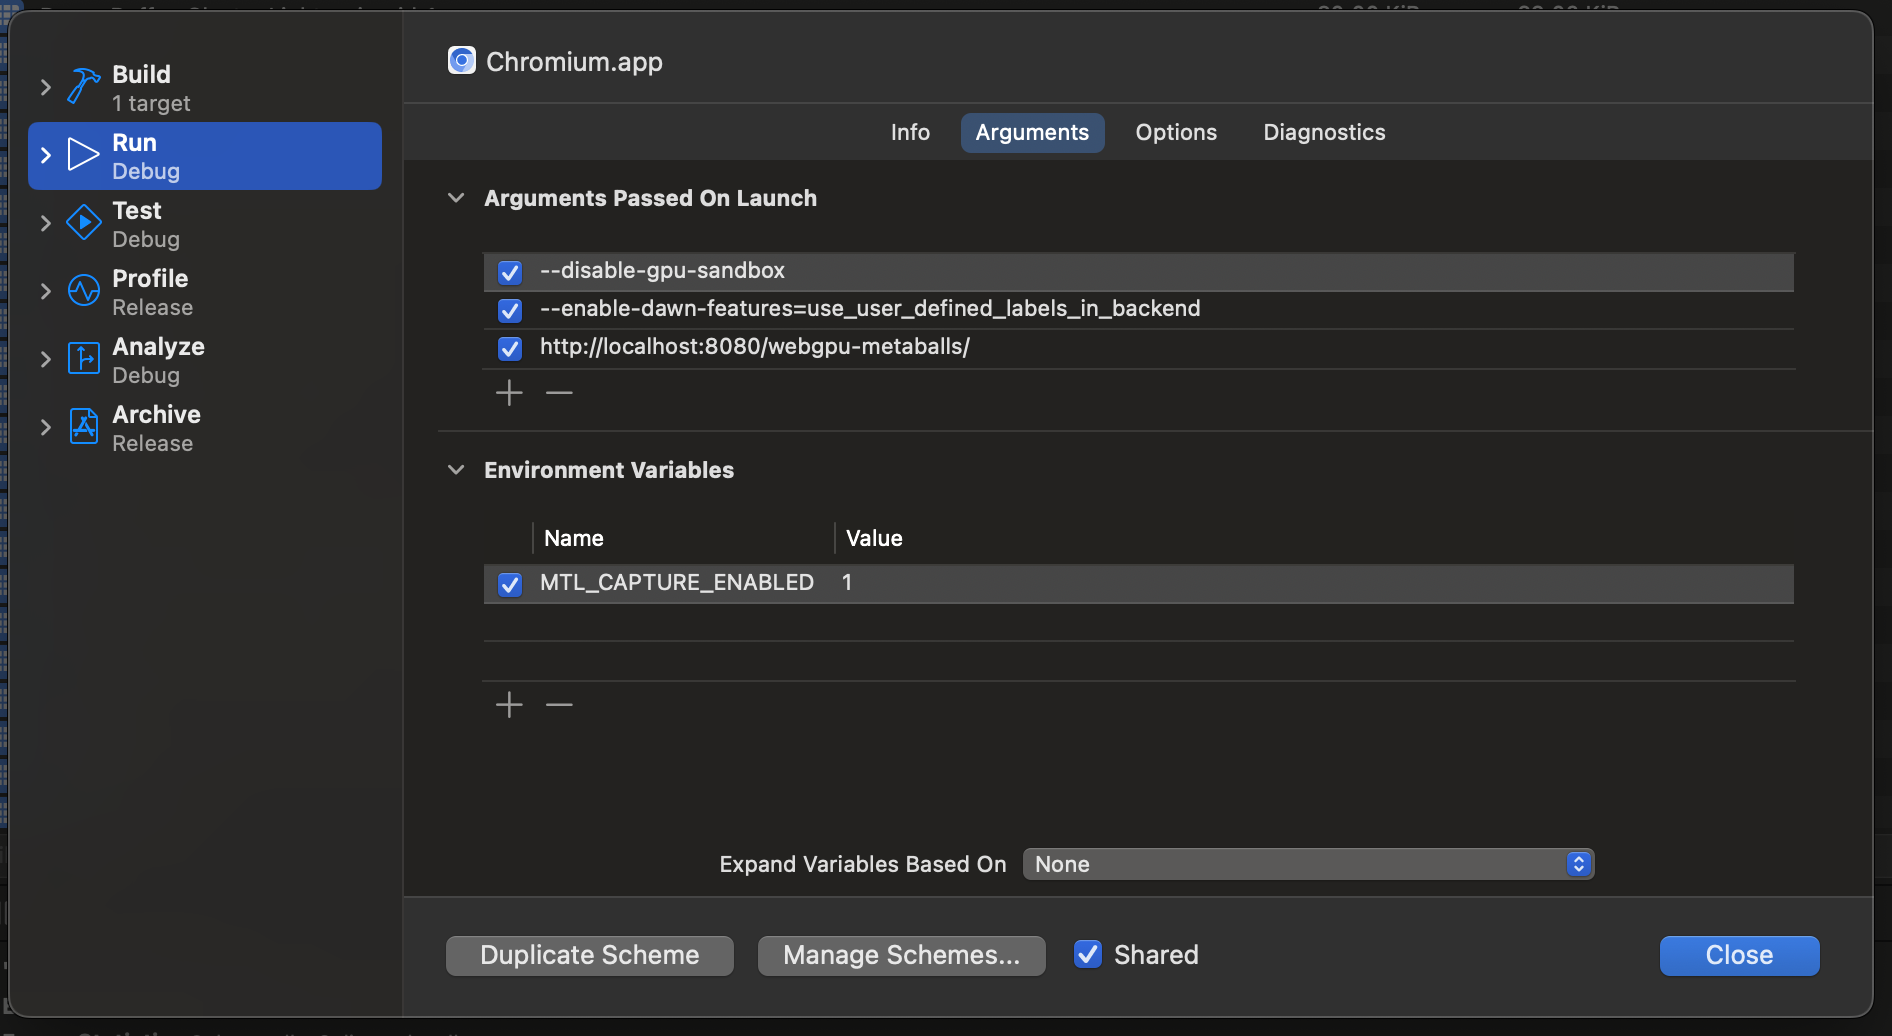 Build
1 target
Run
Debug
Test
Debug
Profile
Release
Analyze
Debug
Archive
Release
Chromium.app
Info Arguments Options Diagnostics
Arguments Passed On Launch
--disable-gpu-sandbox
--enable-dawn-features=use_user_defined_labels_in_backend
http://localhost:8080/webgpu-metaballs/
Environment Variables
Name Value
MTL_CAPTURE_ENABLED 1
Expand Variables Based On None
Duplicate Scheme Manage Schemes... Shared Close